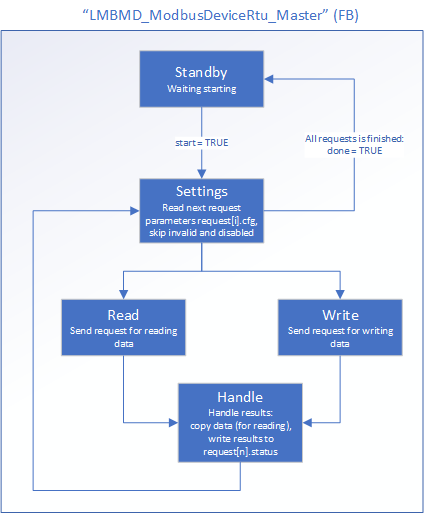 “LMBMD_ModbusDeviceRtu_Master” (FB)
Standby
Waiting starting
start = TRUE
All requests is finished:
done = TRUE
Settings
Read next request
parameters request[i].cfg,
skip invalid and disabled
Read
Send request for reading
data
Write
Send request for writing
data
Handle
Handle results:
copy data (for reading),
write results to
request[n].status